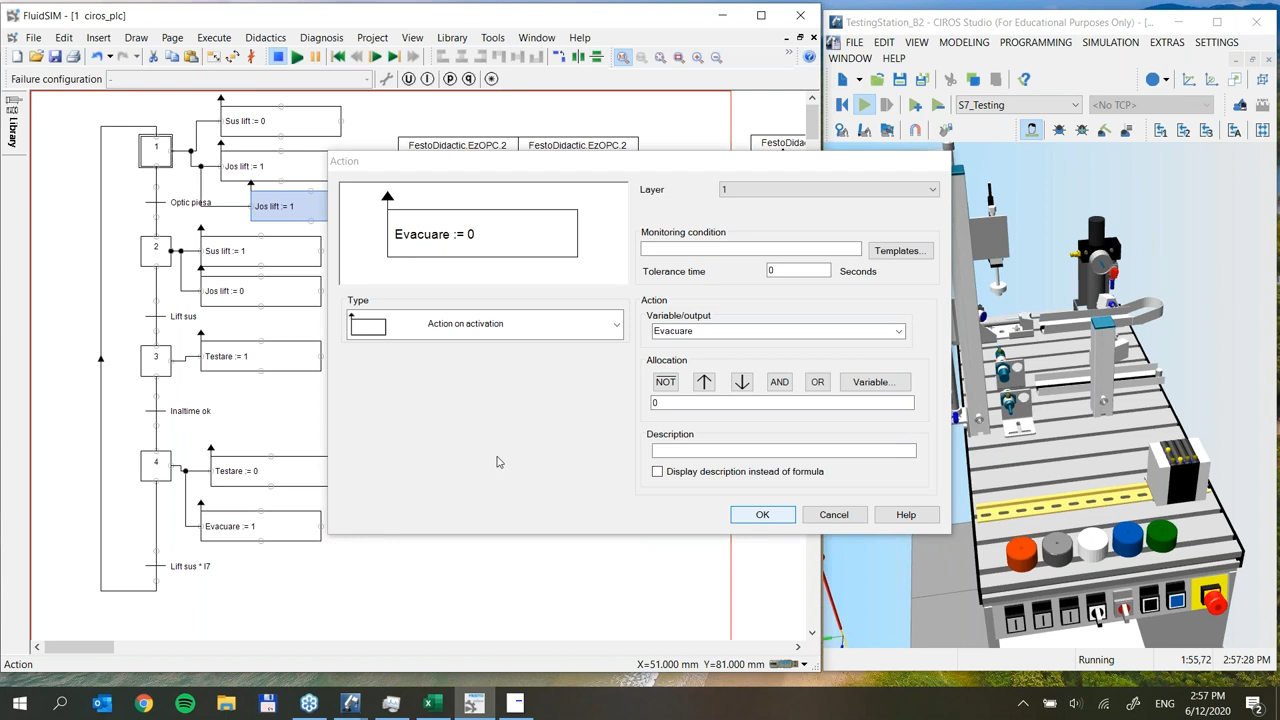 FluidSIM - [1  ciros_plc]
File Edit Insert Draw Page Execute Didactics Diagnosis Project View Library Tools Window Help
Failure configuration -
Library
1
Sus lift := 0
Jos lift := 1
Jos lift := 1
Optic piesa
2
Sus lift := 1
Jos lift := 0
Lift sus
3
Testare := 1
Inaltime ok
4
Testare := 0
Evacuare := 1
Lift sus * I7
FestoDidactic.EzOPC.2 FestoDidactic.EzOPC.2
FestoDidac
Action
Evacuare := 0
Type
Action on activation
Layer 1
Monitoring condition
Templates...
Tolerance time 0 Seconds
Action
Variable/output
Evacuare
Allocation
NOT AND OR Variable...
0
Description
Display description instead of formula
OK Cancel Help
Action X=51.000 mm Y=81.000 mm
TestingStation_B2 - CIROS Studio (For Educational Purposes Only) - [...
FILE EDIT VIEW MODELING PROGRAMMING SIMULATION EXTRAS SETTINGS
WINDOW HELP
S7_Testing <No TCP>
Running 1:55,72 2:57:28 PM
ENG 2:57 PM
6/12/2020
2